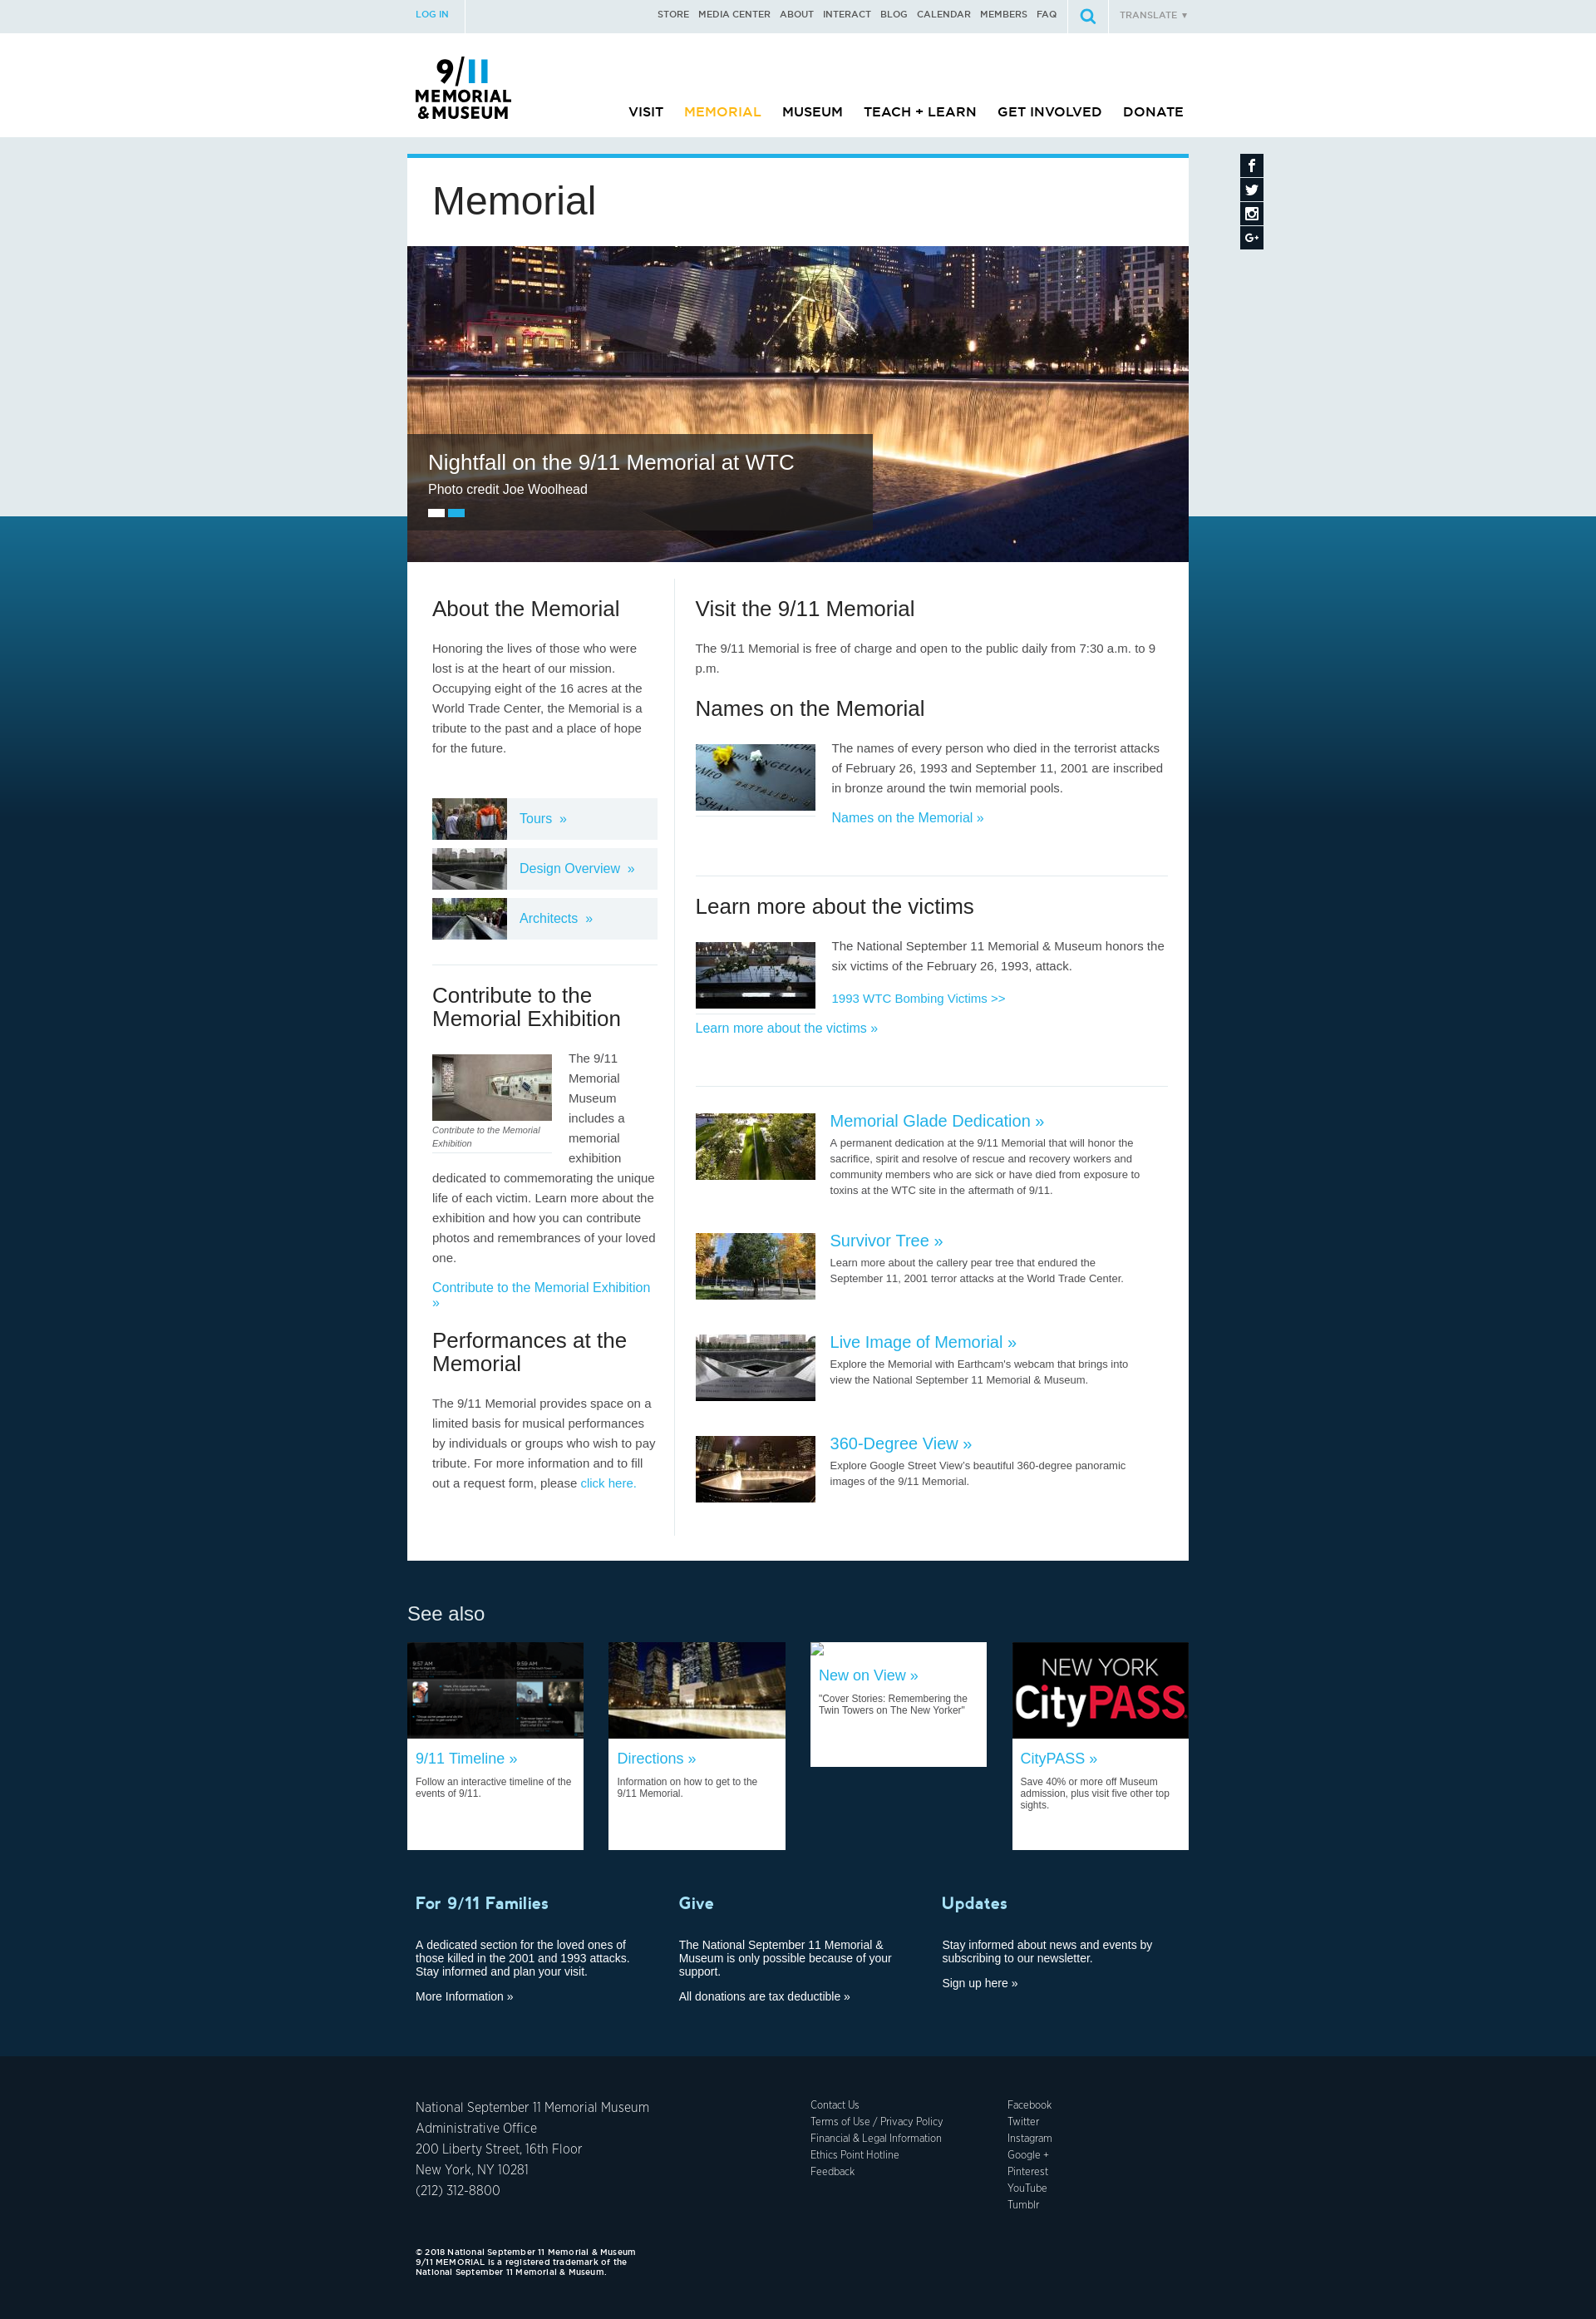 LOG IN
STORE MEDIA CENTER ABOUT INTERACT BLOG CALENDAR MEMBERS FAQ
TRANSLATE ▼
9/11
MEMORIAL
&MUSEUM
VISIT MEMORIAL MUSEUM TEACH + LEARN GET INVOLVED DONATE
Memorial
Nightfall on the 9/11 Memorial at WTC
Photo credit Joe Woolhead
About the Memorial
Honoring the lives of those who were
lost is at the heart of our mission.
Occupying eight of the 16 acres at the
World Trade Center, the Memorial is a
tribute to the past and a place of hope
for the future.
Tours »
Design Overview »
Architects »
Contribute to the
Memorial Exhibition
The 9/11
Memorial
Museum
includes a
memorial
exhibition
Contribute to the Memorial
Exhibition
dedicated to commemorating the unique
life of each victim. Learn more about the
exhibition and how you can contribute
photos and remembrances of your loved
one.
Contribute to the Memorial Exhibition
»
Performances at the
Memorial
The 9/11 Memorial provides space on a
limited basis for musical performances
by individuals or groups who wish to pay
tribute. For more information and to fill
out a request form, please click here.
Visit the 9/11 Memorial
The 9/11 Memorial is free of charge and open to the public daily from 7:30 a.m. to 9
p.m.
Names on the Memorial
The names of every person who died in the terrorist attacks
of February 26, 1993 and September 11, 2001 are inscribed
in bronze around the twin memorial pools.
Names on the Memorial »
Learn more about the victims
The National September 11 Memorial & Museum honors the
six victims of the February 26, 1993, attack.
1993 WTC Bombing Victims >>
Learn more about the victims »
Memorial Glade Dedication »
A permanent dedication at the 9/11 Memorial that will honor the
sacrifice, spirit and resolve of rescue and recovery workers and
community members who are sick or have died from exposure to
toxins at the WTC site in the aftermath of 9/11.
Survivor Tree »
Learn more about the callery pear tree that endured the
September 11, 2001 terror attacks at the World Trade Center.
Live Image of Memorial »
Explore the Memorial with Earthcam's webcam that brings into
view the National September 11 Memorial & Museum.
360-Degree View »
Explore Google Street View's beautiful 360-degree panoramic
images of the 9/11 Memorial.
See also
9:57 AM
9:59 AM
9/11 Timeline »
Follow an interactive timeline of the
events of 9/11.
Directions »
Information on how to get to the
9/11 Memorial.
New on View »
"Cover Stories: Remembering the
Twin Towers on The New Yorker"
NEW YORK
CityPASS
CityPASS »
Save 40% or more off Museum
admission, plus visit five other top
sights.
For 9/11 Families
A dedicated section for the loved ones of
those killed in the 2001 and 1993 attacks.
Stay informed and plan your visit.
More Information »
Give
The National September 11 Memorial &
Museum is only possible because of your
support.
All donations are tax deductible »
Updates
Stay informed about news and events by
subscribing to our newsletter.
Sign up here »
National September 11 Memorial Museum
Administrative Office
200 Liberty Street, 16th Floor
New York, NY 10281
(212) 312-8800
Contact Us
Terms of Use / Privacy Policy
Financial & Legal Information
Ethics Point Hotline
Feedback
Facebook
Twitter
Instagram
Google +
Pinterest
YouTube
Tumblr
© 2018 National September 11 Memorial & Museum
9/11 MEMORIAL is a registered trademark of the
National September 11 Memorial & Museum.